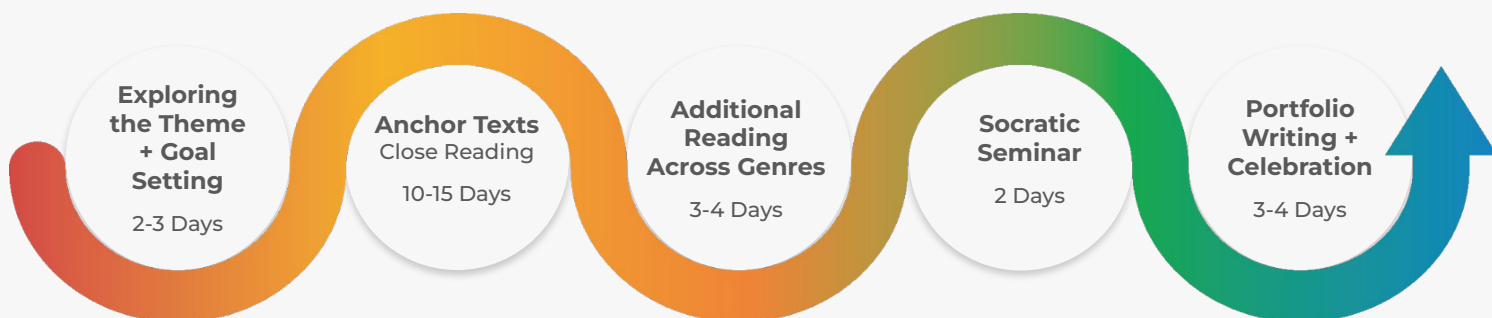 Exploring
the Theme
+ Goal
Setting
2-3 Days
Anchor Texts
Close Reading
10-15 Days
Additional
Reading
Across Genres
3-4 Days
Socratic
Seminar
2 Days
Portfolio
Writing +
Celebration
3-4 Days